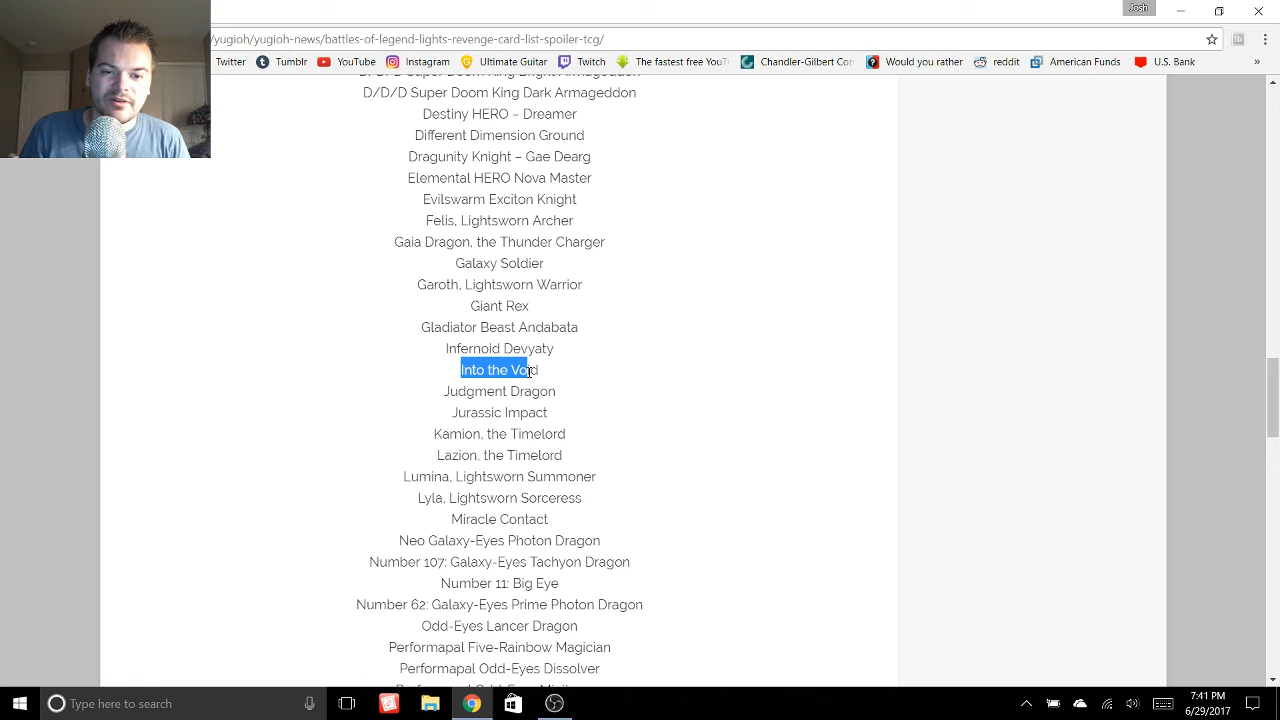 Josh
/yugioh/yugioh-news/battles-of-legend-lights-revenge-card-list-spoiler-tcg/
Twitter Tumblr YouTube Instagram Ultimate Guitar Twitch The fastest free YouT Chandler-Gilbert Con Would you rather reddit American Funds U.S. Bank »
D/D/D Super Doom King Bright Armageddon
D/D/D Super Doom King Dark Armageddon
Destiny HERO – Dreamer
Different Dimension Ground
Dragunity Knight – Gae Dearg
Elemental HERO Nova Master
Evilswarm Exciton Knight
Felis, Lightsworn Archer
Gaia Dragon, the Thunder Charger
Galaxy Soldier
Garoth, Lightsworn Warrior
Giant Rex
Gladiator Beast Andabata
Infernoid Devyaty
Into the Void
Judgment Dragon
Jurassic Impact
Kamion, the Timelord
Lazion, the Timelord
Lumina, Lightsworn Summoner
Lyla, Lightsworn Sorceress
Miracle Contact
Neo Galaxy-Eyes Photon Dragon
Number 107: Galaxy-Eyes Tachyon Dragon
Number 11: Big Eye
Number 62: Galaxy-Eyes Prime Photon Dragon
Odd-Eyes Lancer Dragon
Performapal Five-Rainbow Magician
Performapal Odd-Eyes Dissolver
Type here to search
7:41 PM
6/29/2017